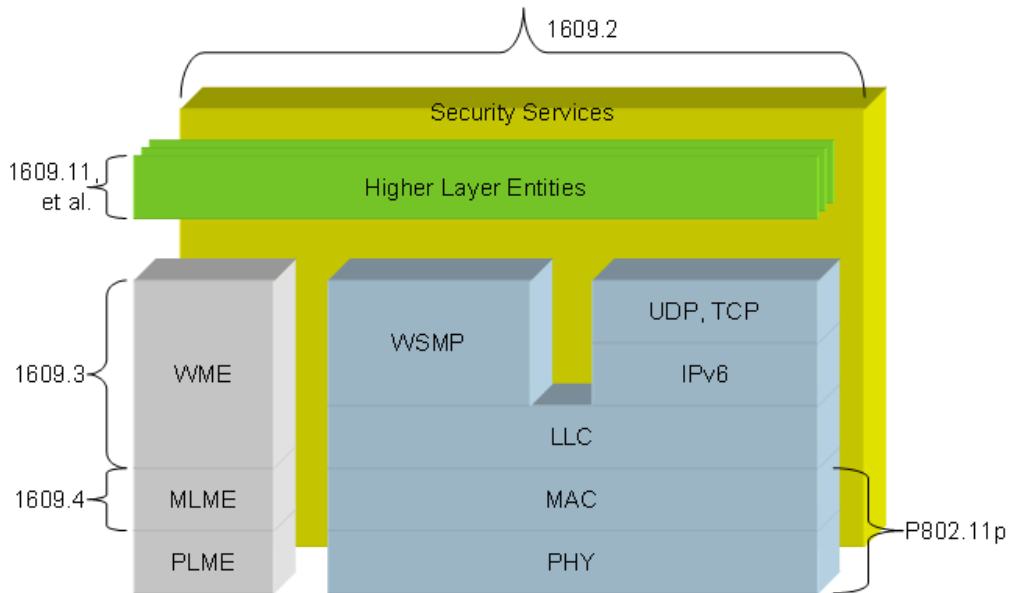 1609.2
Security Services
1609.11,
et al.
Higher Layer Entities
UDP, TCP
WSMP
1609.3
WME
IPv6
LLC
1609.4
MLME
MAC
P802.11p
PLME
PHY